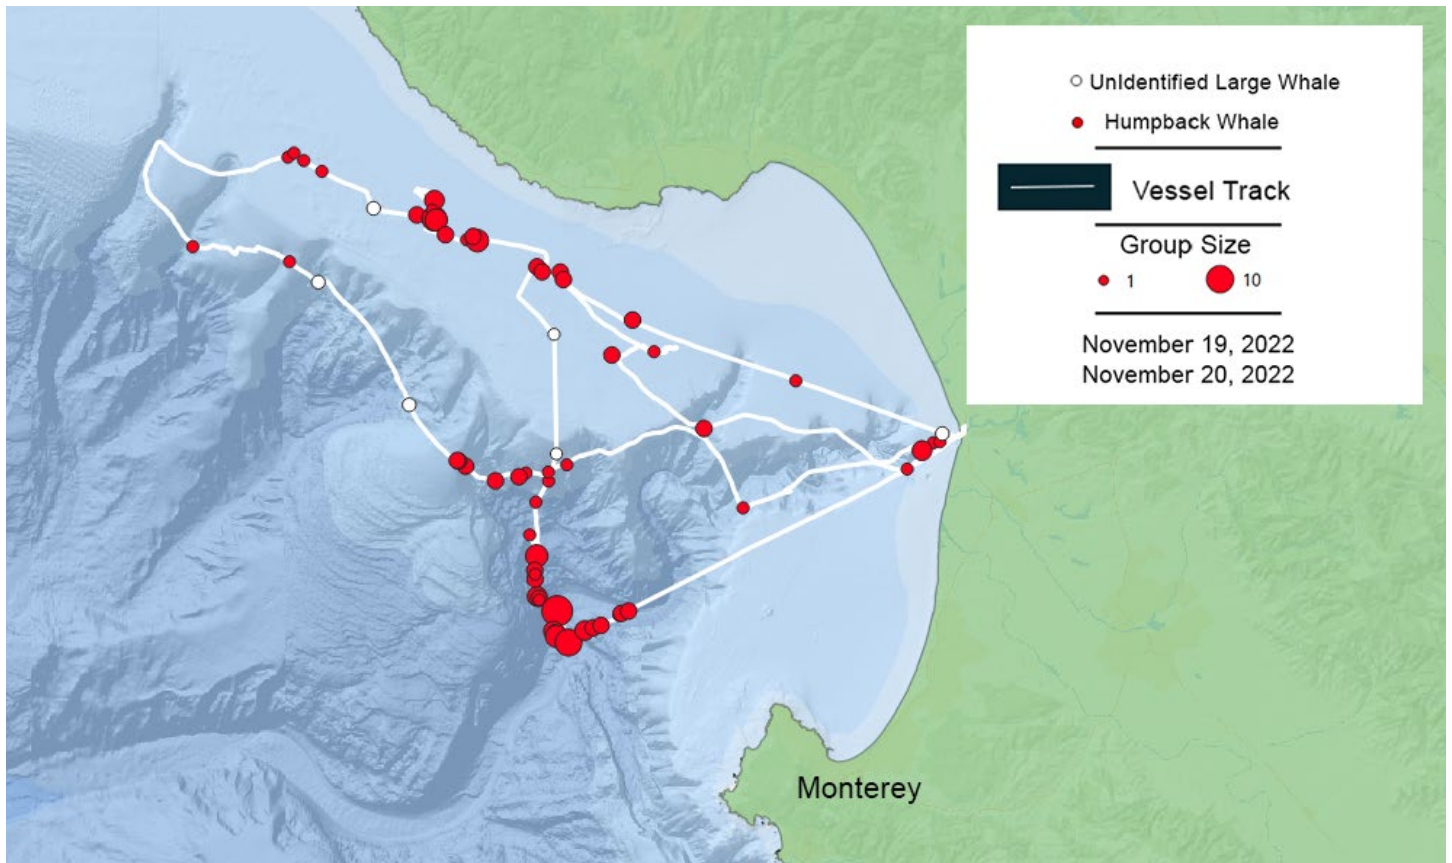 UnIdentified Large Whale
Humpback Whale
Vessel Track
Group Size
1 10
November 19, 2022
November 20, 2022
Monterey